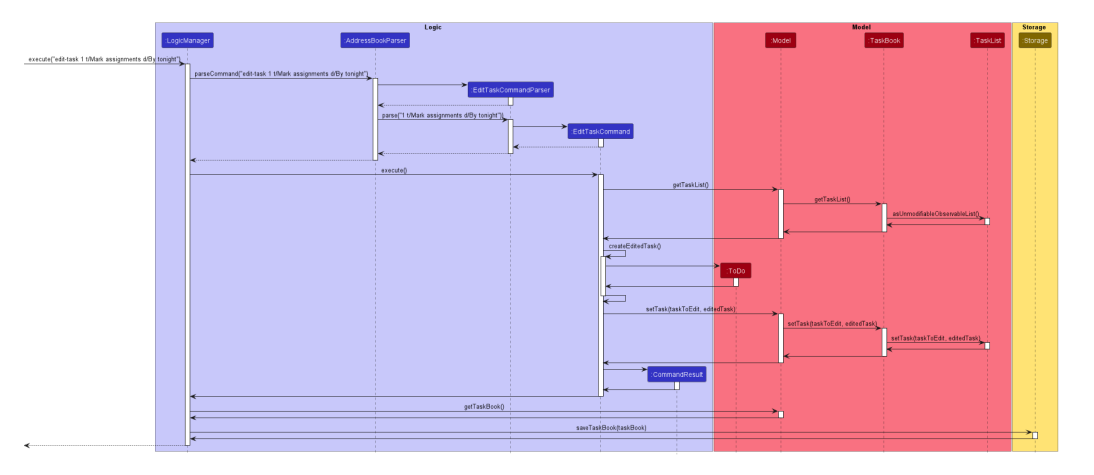 Logic
Model
Storage
:LogicManager
:AddressBookParser
:Model
:TaskBook
:TaskList
:Storage
execute("edit-task 1 t/Mark assignments d/By tonight")
parseCommand("edit-task 1 t/Mark assignments d/By tonight")
:EditTaskCommandParser
parse("1 t/Mark assignments d/By tonight"))
:EditTaskCommand
execute()
getTaskList()
getTaskList()
asUnmodifiableObservableList()
createEditedTask()
:ToDo
setTask(taskToEdit, editedTask)
setTask(taskToEdit, editedTask)
setTask(taskToEdit, editedTask)
:CommandResult
getTaskBook()
saveTaskBook(taskBook)